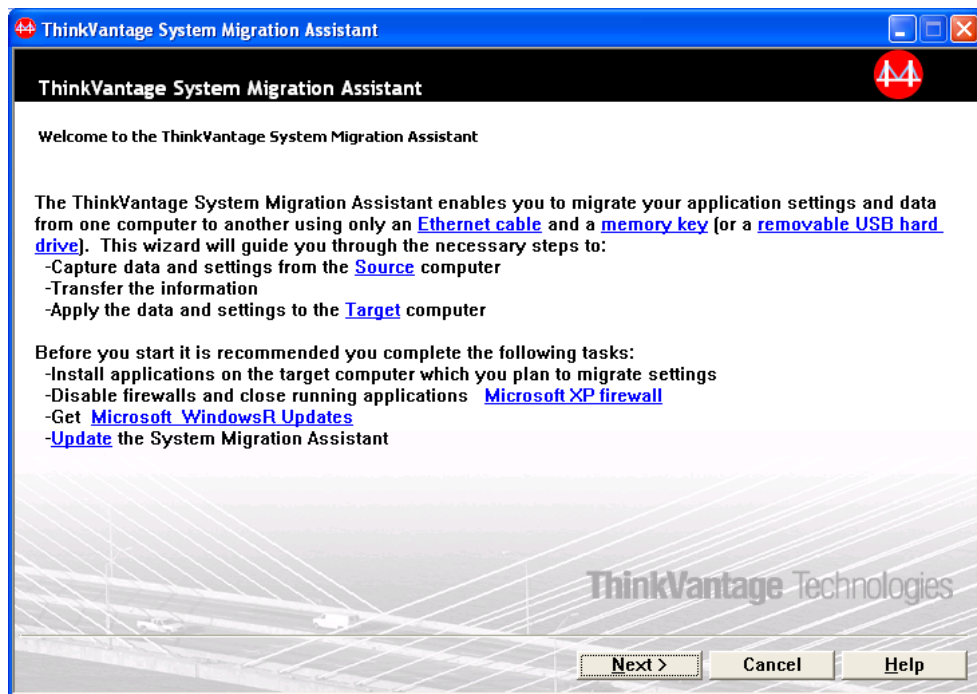 ThinkVantage System Migration Assistant
ThinkVantage System Migration Assistant
Welcome to the ThinkVantage System Migration Assistant
The ThinkVantage System Migration Assistant enables you to migrate your application settings and data
from one computer to another using only an Ethernet cable and a memory key (or a removable USB hard
drive).  This wizard will guide you through the necessary steps to:
-Capture data and settings from the Source computer
-Transfer the information
-Apply the data and settings to the Target computer
Before you start it is recommended you complete the following tasks:
-Install applications on the target computer which you plan to migrate settings
-Disable firewalls and close running applications   Microsoft XP firewall
-Get  Microsoft  WindowsR Updates
-Update the System Migration Assistant
ThinkVantage Technologies
Next >
Cancel
Help